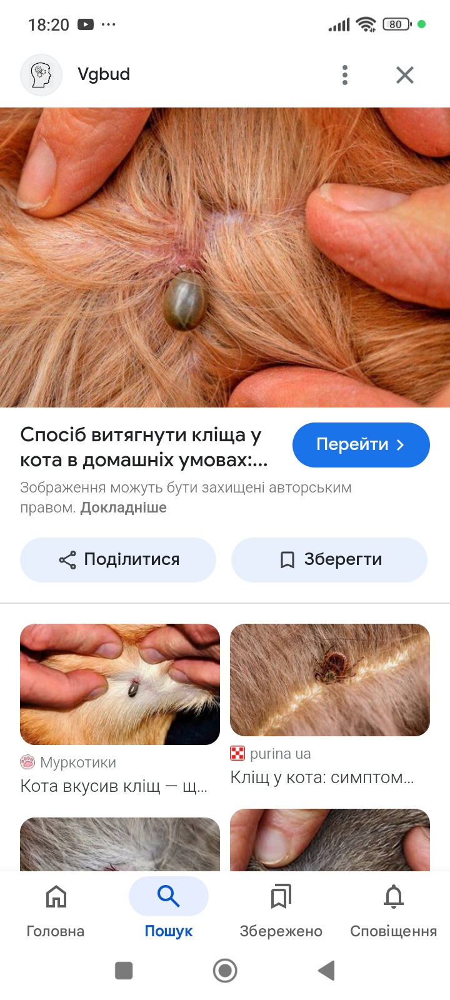 18:20
80
Vgbud
Спосіб витягнути кліща у
кота в домашніх умовах:...
Перейти
Зображення можуть бути захищені авторським
правом. Докладніше
Поділитися
Зберегти
Муркотики
Кота вкусив кліщ — щ...
purina ua
Кліщ у кота: симптом...
Головна
Пошук
Збережено
Сповіщення